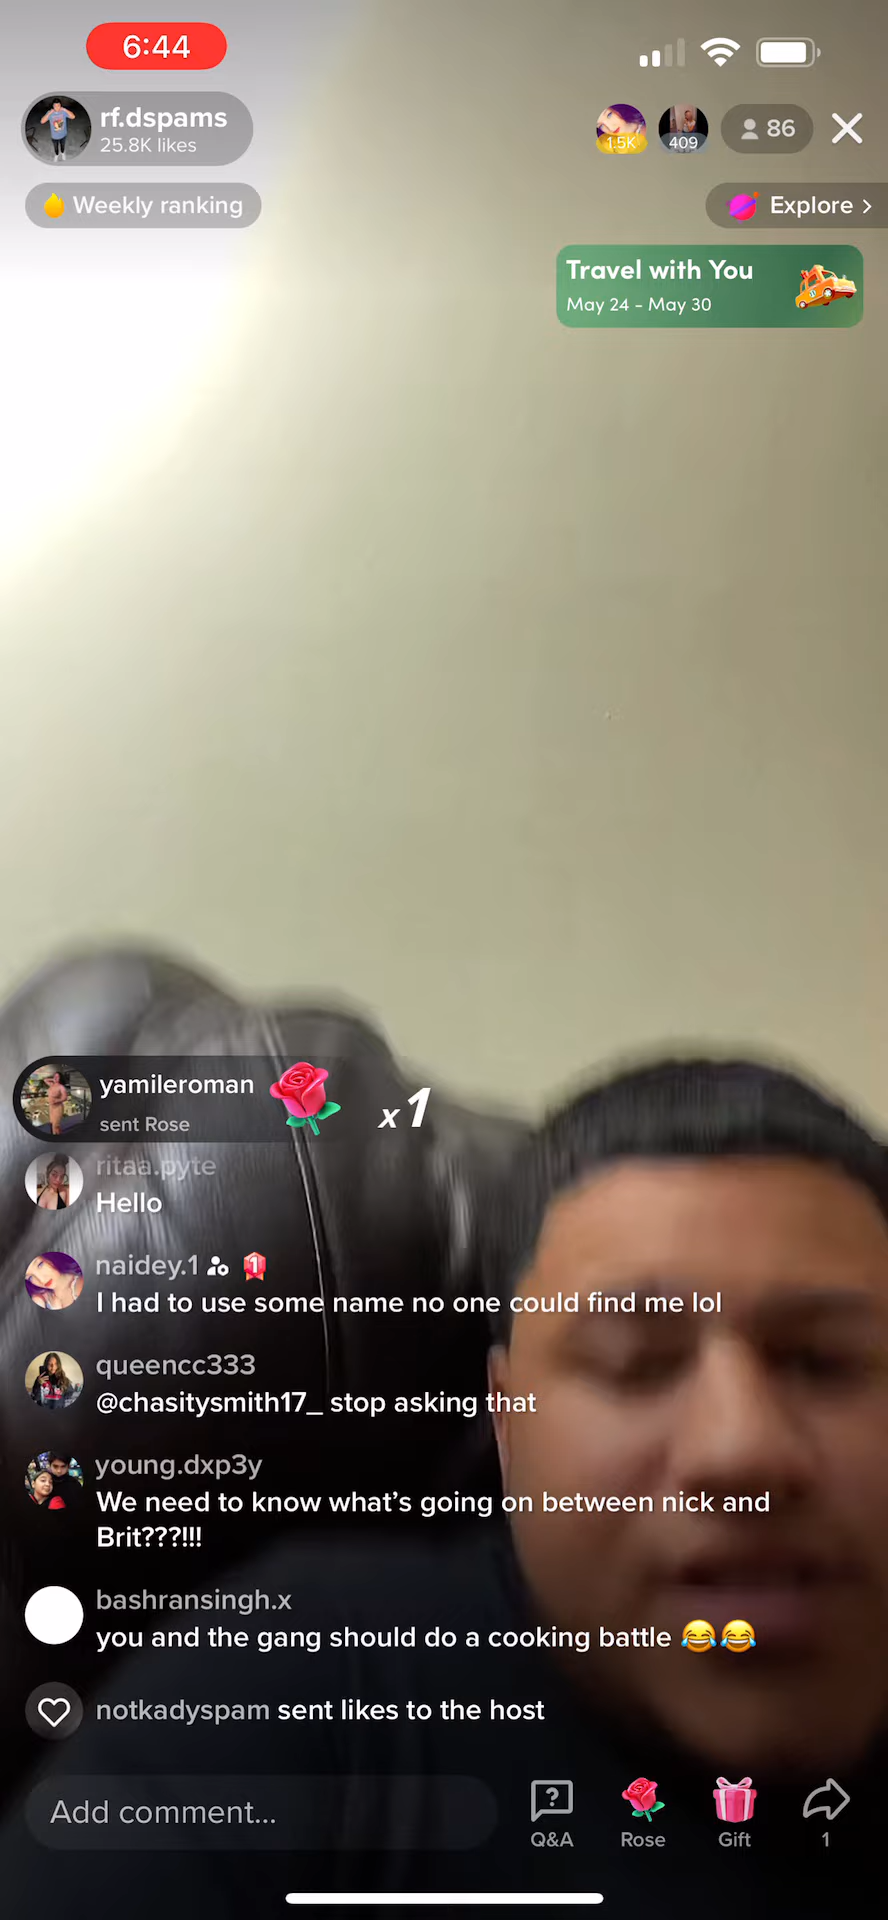 6:44
rf.dspams
25.8K likes
1.5K
409
86
Weekly ranking
Explore >
Travel with You
May 24 - May 30
yamileroman
sent Rose
x1
ritaa.pyte
Hello
naidey.1
1
I had to use some name no one could find me lol
queencc333
@chasitysmith17_ stop asking that
young.dxp3y
We need to know what's going on between nick and
Brit???!!!
bashransingh.x
you and the gang should do a cooking battle 😂😂
notkadyspam sent likes to the host
Add comment...
Q&A
Rose
Gift
1